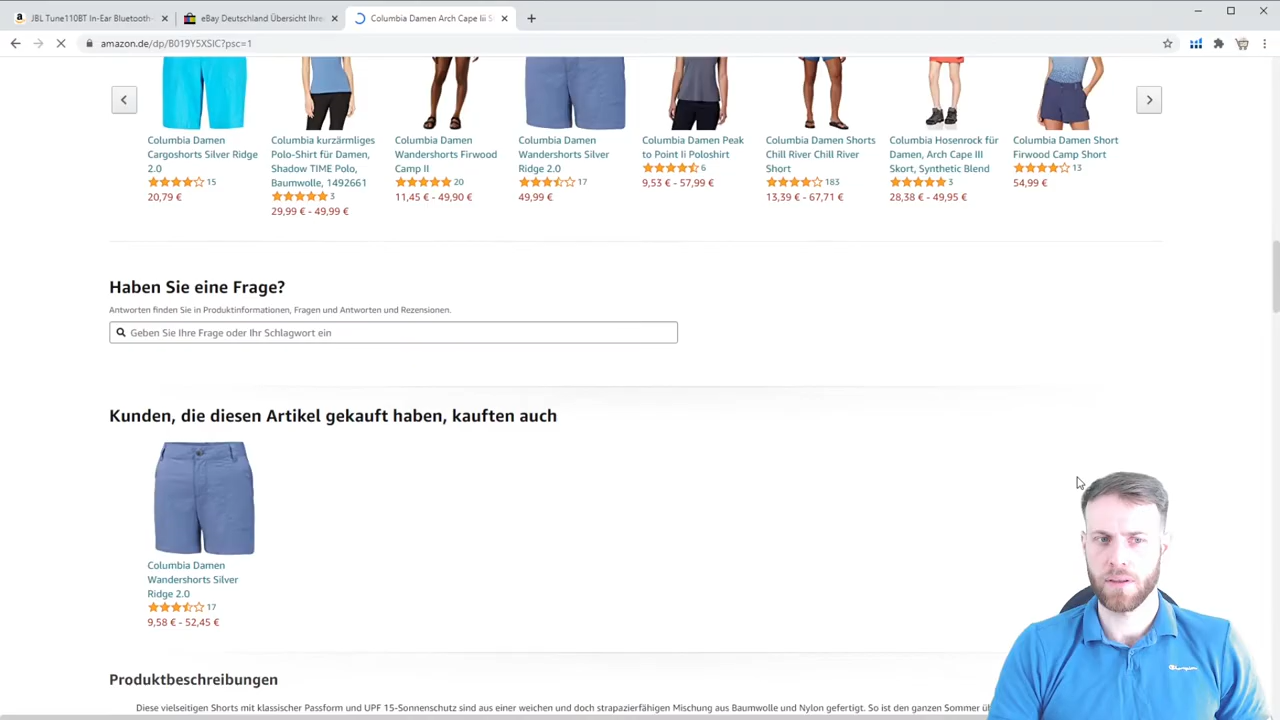 JBL Tune110BT In-Ear Bluetooth-
eBay Deutschland Übersicht Ihre
Columbia Damen Arch Cape Iii S
amazon.de/dp/B019Y5XSIC?psc=1
Columbia Damen
Cargoshorts Silver Ridge
2.0
15
20,79 €
Columbia kurzärmliges
Polo-Shirt für Damen,
Shadow TIME Polo,
Baumwolle, 1492661
3
29,99 € - 49,99 €
Columbia Damen
Wandershorts Firwood
Camp II
20
11,45 € - 49,90 €
Columbia Damen
Wandershorts Silver
Ridge 2.0
17
49,99 €
Columbia Damen Peak
to Point Ii Poloshirt
6
9,53 € - 57,99 €
Columbia Damen Shorts
Chill River Chill River
Short
183
13,39 € - 67,71 €
Columbia Hosenrock für
Damen, Arch Cape III
Skort, Synthetic Blend
3
28,38 € - 49,95 €
Columbia Damen Short
Firwood Camp Short
13
54,99 €
Haben Sie eine Frage?
Antworten finden Sie in Produktinformationen, Fragen und Antworten und Rezensionen.
Geben Sie Ihre Frage oder Ihr Schlagwort ein
Kunden, die diesen Artikel gekauft haben, kauften auch
Columbia Damen
Wandershorts Silver
Ridge 2.0
17
9,58 € - 52,45 €
Produktbeschreibungen
Diese vielseitigen Shorts mit klassischer Passform und UPF 15-Sonnenschutz sind aus einer weichen und doch strapazierfähigen Mischung aus Baumwolle und Nylon gefertigt. So ist den ganzen Sommer
Champion